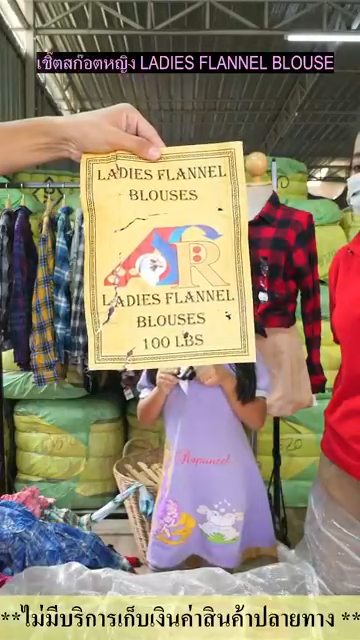 เชิ้ตสก๊อตหญิง LADIES FLANNEL BLOUSE
LADIES FLANNEL
BLOUSES
AR
LADIES FLANNEL
BLOUSES
100 LBS
Rapunzel
**ไม่มีบริการเก็บเงินค่าสินค้าปลายทาง **